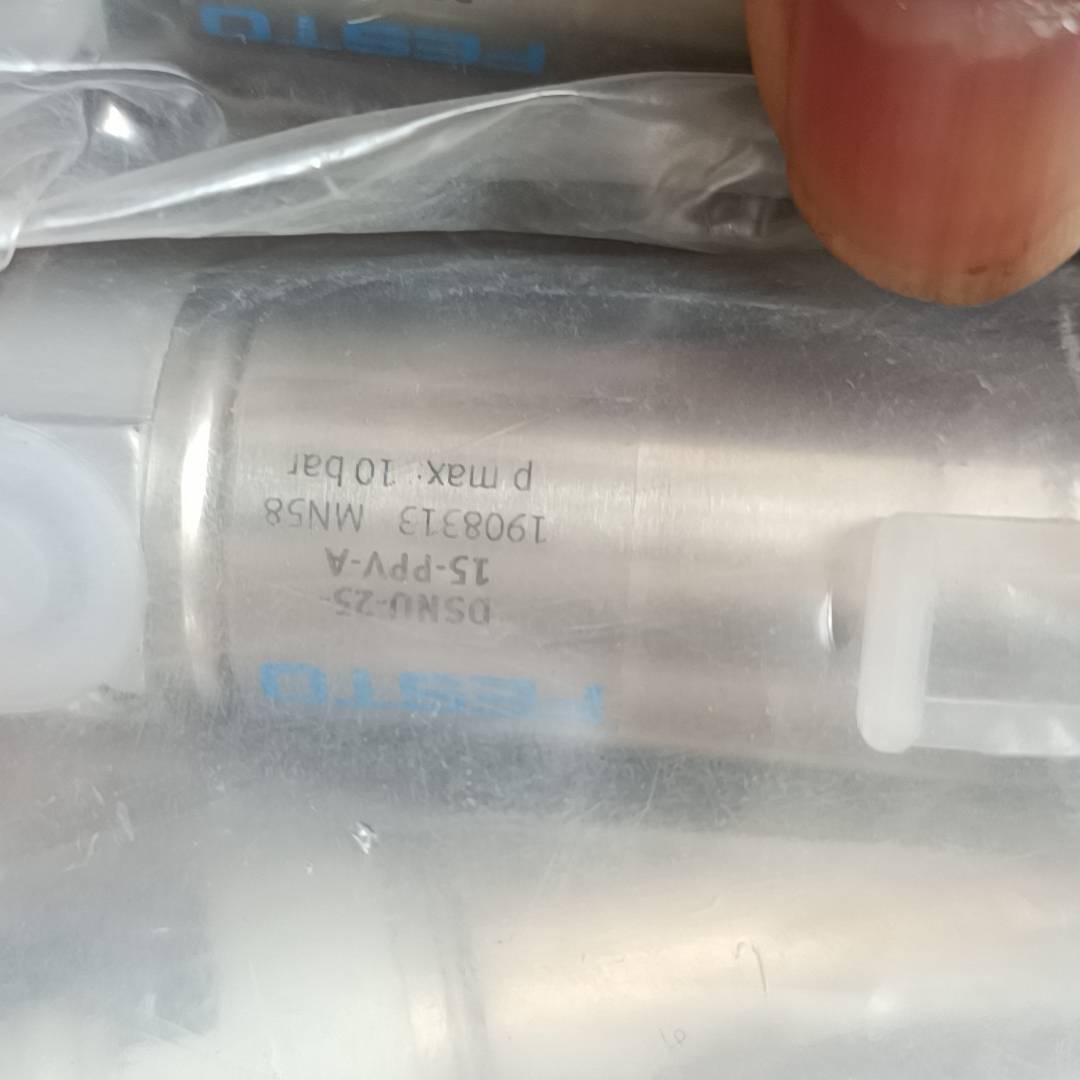 FESTO
DSNU-25-
15-PPV-A
1908313 MN58
p max. 10 bar
FESTO